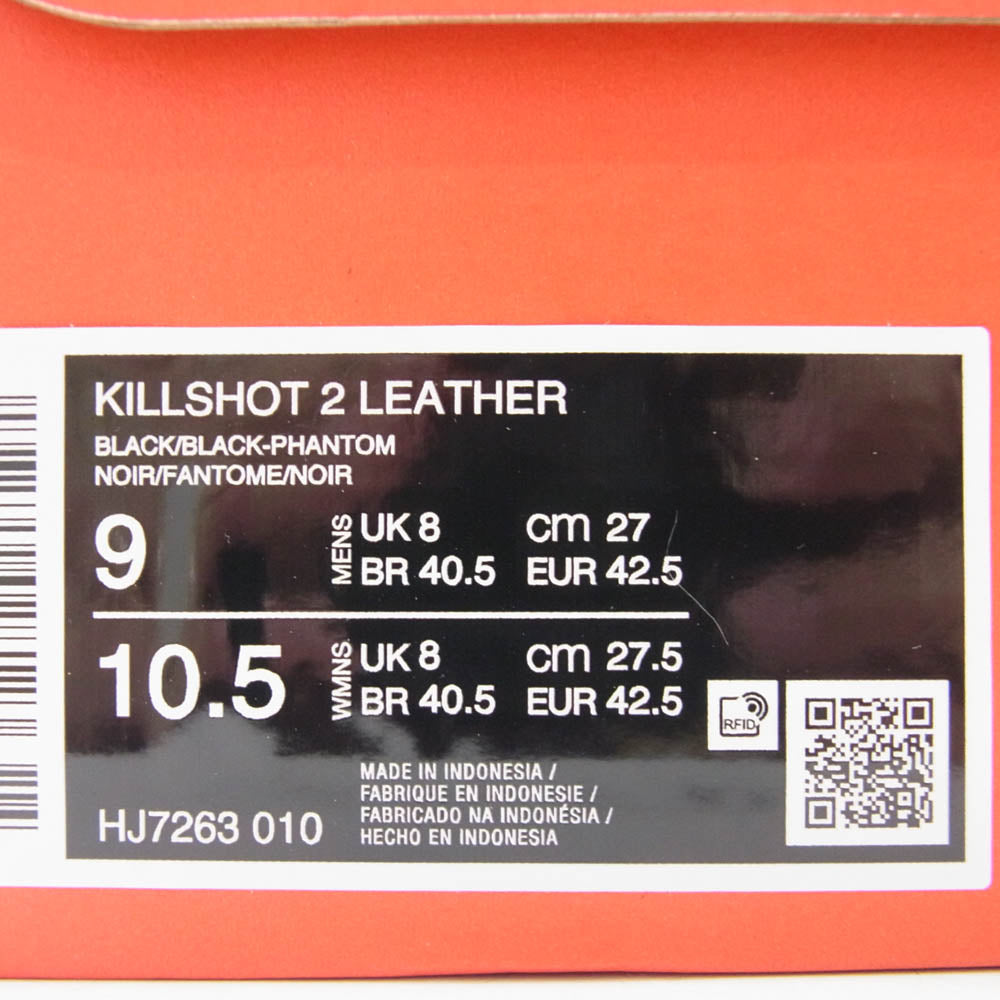 KILLSHOT 2 LEATHER
BLACK/BLACK-PHANTOM
NOIR/FANTOME/NOIR
9 MENS UK 8 cm 27
BR 40.5 EUR 42.5
10.5 WMNS UK 8 cm 27.5
BR 40.5 EUR 42.5
RFID
MADE IN INDONESIA /
FABRIQUE EN INDONESIE /
FABRICADO NA INDONÉSIA /
HECHO EN INDONESIA
HJ7263 010